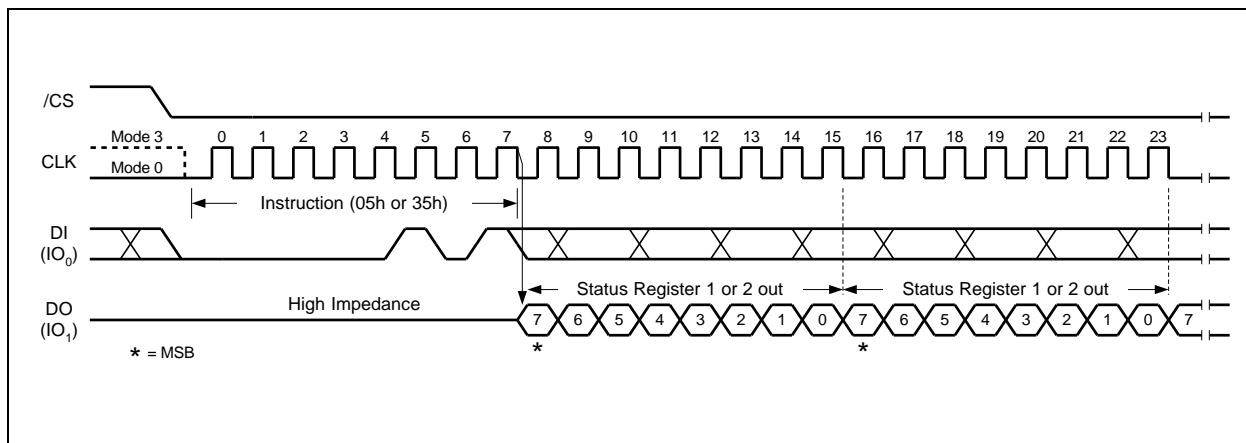 /CS
Mode 3 0 1 2 3 4 5 6 7 8 9 10 11 12 13 14 15 16 17 18 19 20 21 22 23
CLK
Mode 0
Instruction (05h or 35h)
DI
(IO₀)
Status Register 1 or 2 out Status Register 1 or 2 out
High Impedance
DO
(IO₁)
7 6 5 4 3 2 1 0 7 6 5 4 3 2 1 0 7
* *
* = MSB